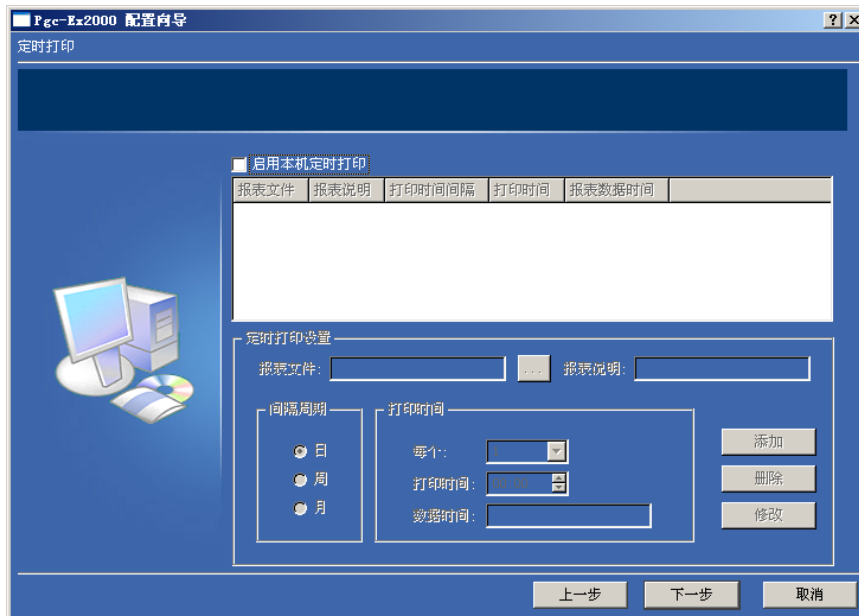 Pgc-Ex2000 配置向导
定时打印
启用本机定时打印
报表文件 报表说明 打印时间间隔 打印时间 报表数据时间
定时打印设置
报表文件: ... 报表说明:
间隔周期 打印时间
日 每个:
周 打印时间:
月 数据时间:
添加
删除
修改
上一步 下一步 取消